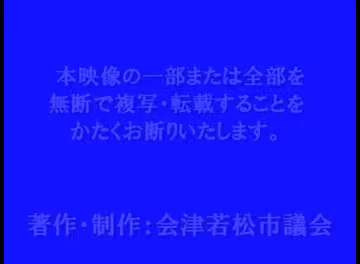 本映像の一部または全部を
無断で複写・転載することを
かたくお断りいたします。
著作・制作：会津若松市議会